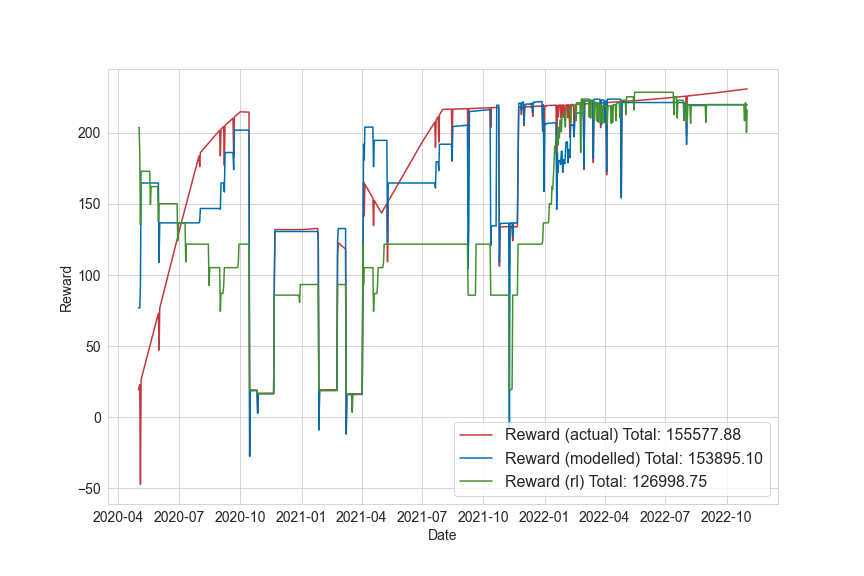 200
150
100
50
0
−50
Reward
2020-04 2020-07 2020-10 2021-01 2021-04 2021-07 2021-10 2022-01 2022-04 2022-07 2022-10
Date
Reward (actual) Total: 155577.88
Reward (modelled) Total: 153895.10
Reward (rl) Total: 126998.75